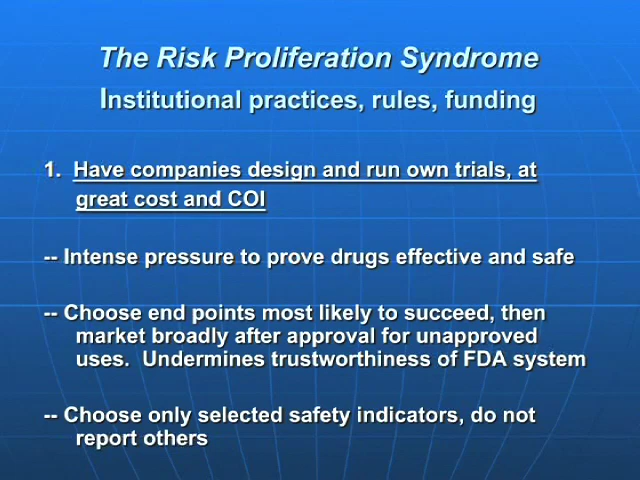 The Risk Proliferation Syndrome
Institutional practices, rules, funding
1. Have companies design and run own trials, at
great cost and COI
-- Intense pressure to prove drugs effective and safe
-- Choose end points most likely to succeed, then
market broadly after approval for unapproved
uses. Undermines trustworthiness of FDA system
-- Choose only selected safety indicators, do not
report others